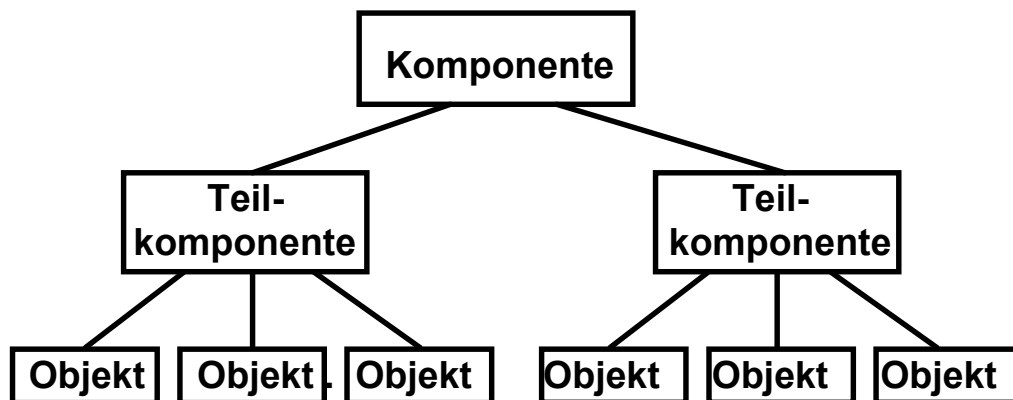 Komponente
Teil-
komponente
Teil-
komponente
Objekt
Objekt .
Objekt
Objekt
Objekt
Objekt